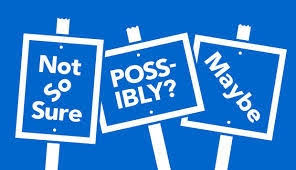 Not
So
Sure
POSS-
IBLY?
Maybe